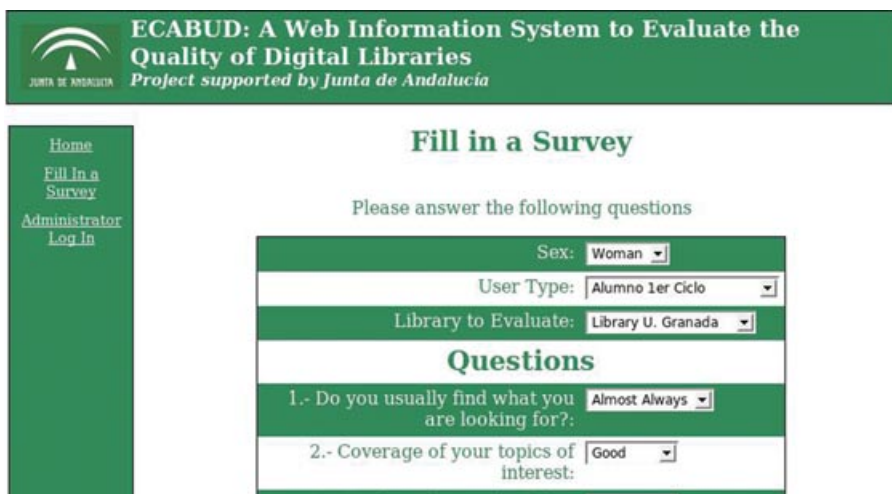 ECABUD: A Web Information System to Evaluate the
Quality of Digital Libraries
Project supported by Junta de Andalucía
JUNTA DE ANDALUCIA
Home
Fill In a
Survey
Administrator
Log In
Fill in a Survey
Please answer the following questions
Sex: Woman
User Type: Alumno 1er Ciclo
Library to Evaluate: Library U. Granada
Questions
1.- Do you usually find what you
are looking for?: Almost Always
2.- Coverage of your topics of
interest: Good